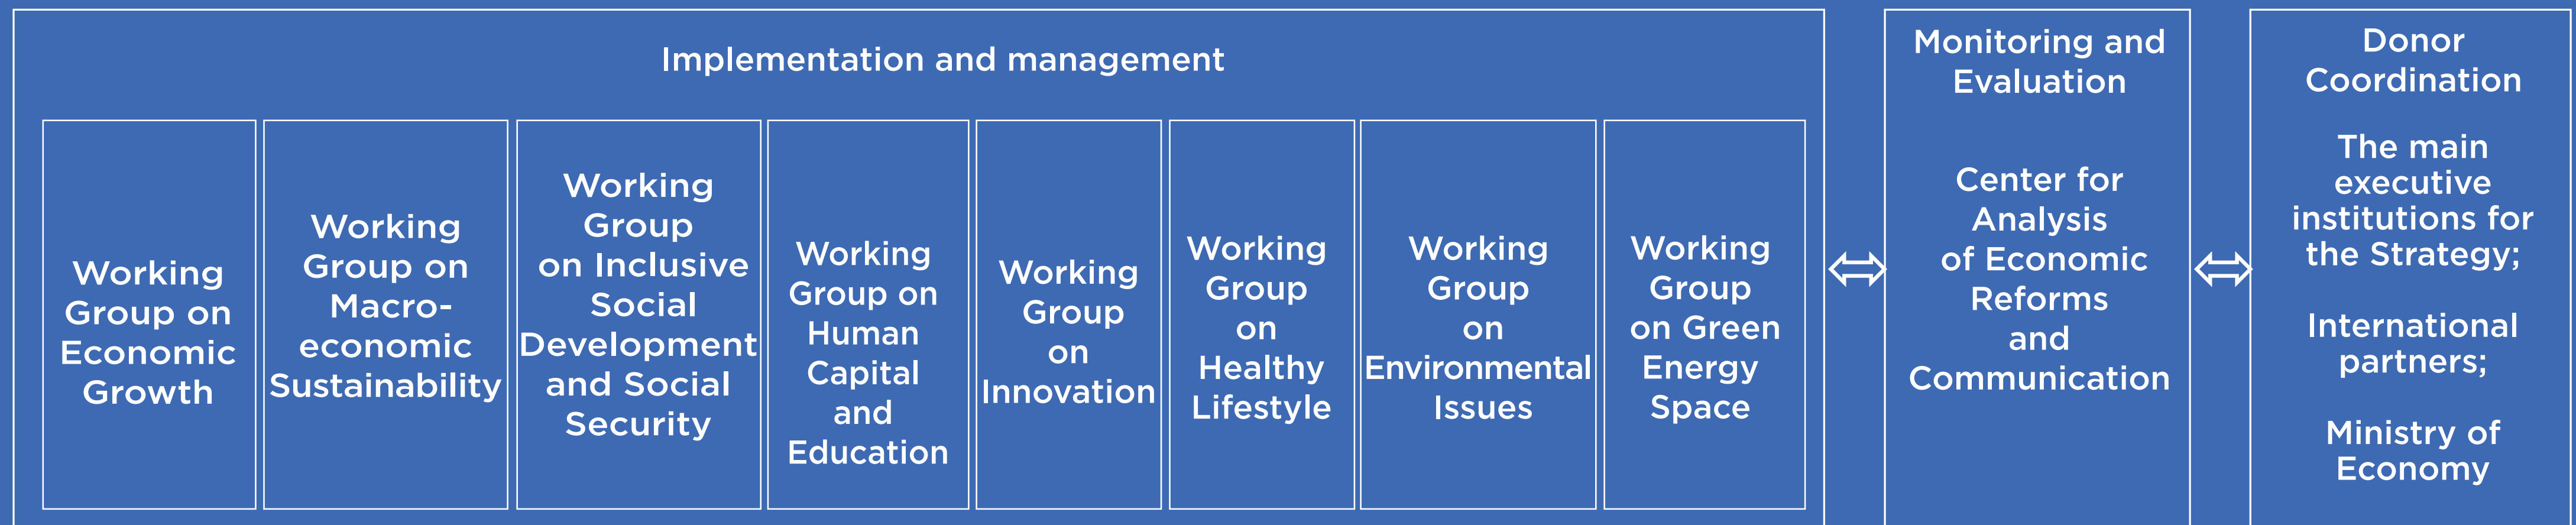 Implementation and management
Working
Group on
Economic
Growth
Working
Group on
Macro-
economic
Sustainability
Working
Group
on Inclusive
Social
Development
and Social
Security
Working
Group on
Human
Capital
and
Education
Working
Group
on
Innovation
Working
Group
on
Healthy
Lifestyle
Working
Group
on
Environmental
Issues
Working
Group
on Green
Energy
Space
Monitoring and
Evaluation
Center for
Analysis
of Economic
Reforms
and
Communication
Donor
Coordination
The main
executive
institutions for
the Strategy;
International
partners;
Ministry of
Economy